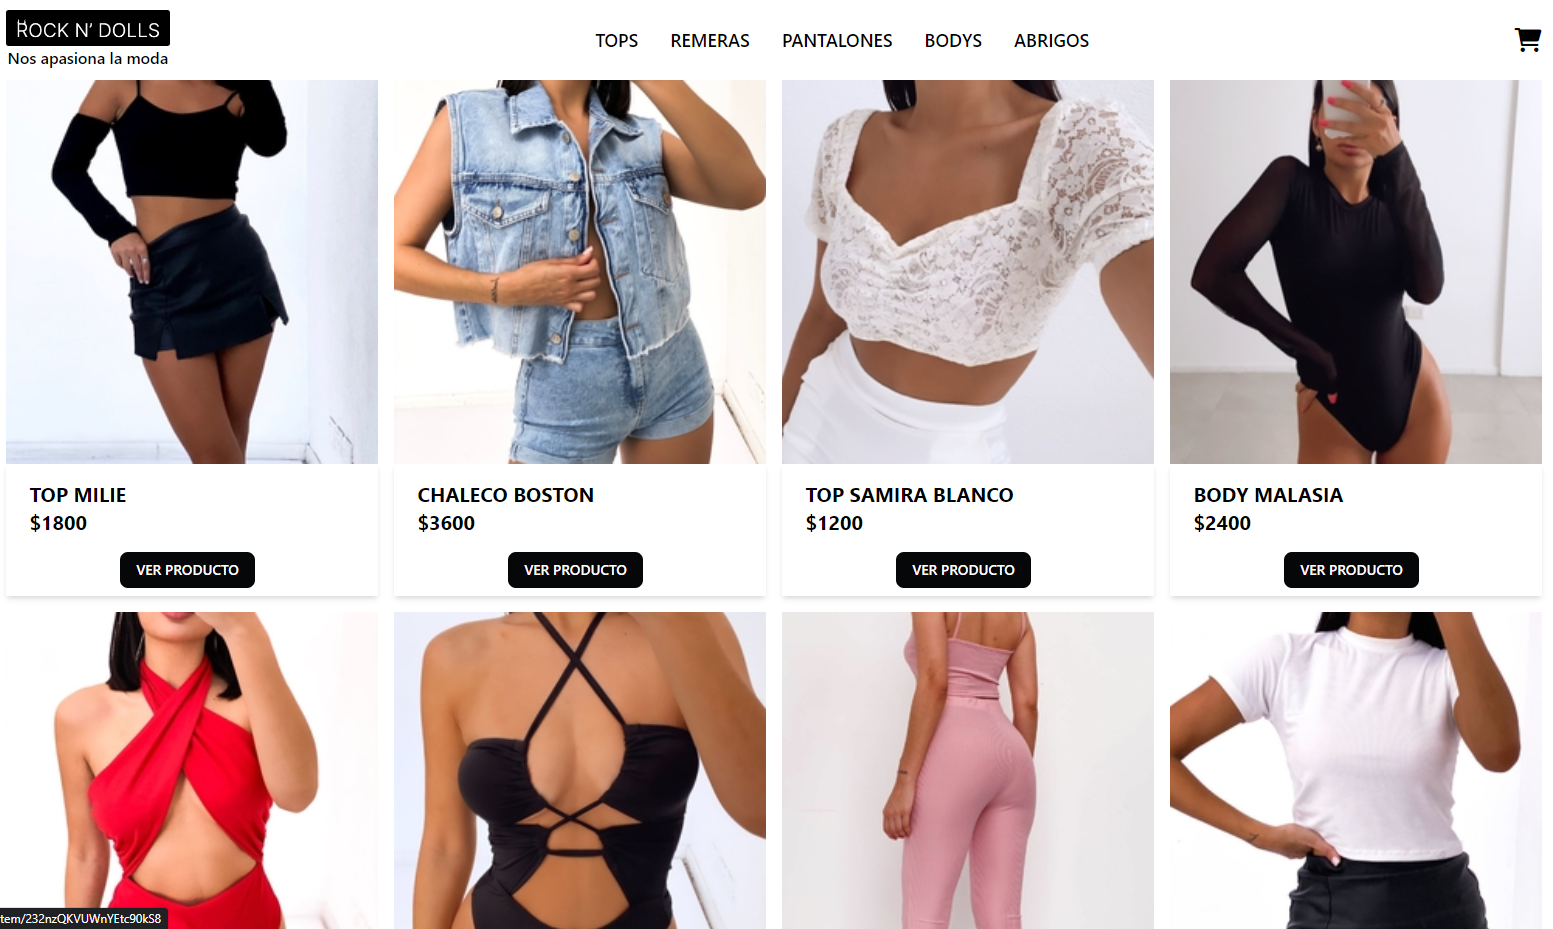 ROCK N' DOLLS
Nos apasiona la moda
TOPS REMERAS PANTALONES BODYS ABRIGOS
TOP MILIE
$1800
VER PRODUCTO
CHALECO BOSTON
$3600
VER PRODUCTO
TOP SAMIRA BLANCO
$1200
VER PRODUCTO
BODY MALASIA
$2400
VER PRODUCTO
tem/232nzQKVUWnYEtc90kS8